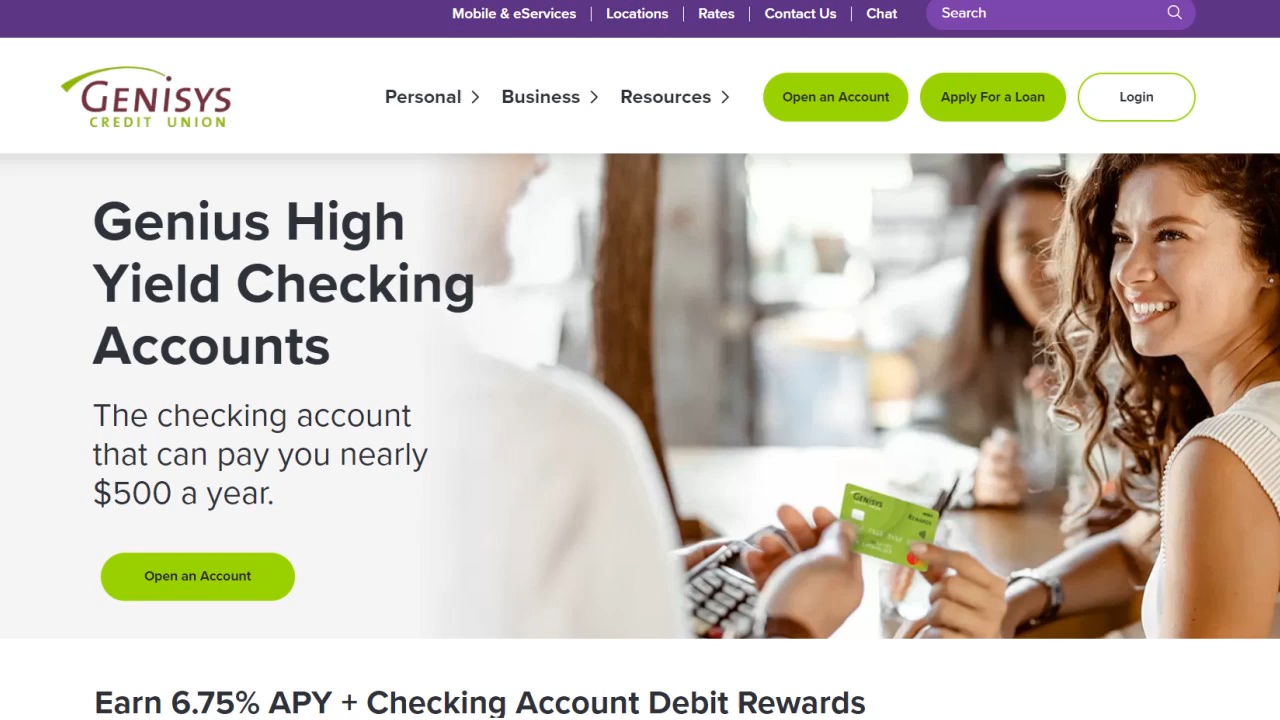 Mobile & eServices | Locations | Rates | Contact Us | Chat
Search
GENiSYS
CREDIT UNION
Personal
Business
Resources
Open an Account
Apply For a Loan
Login
Genius High
Yield Checking
Accounts
The checking account
that can pay you nearly
$500 a year.
Open an Account
GENiSYS
REWARDS
Earn 6.75% APY + Checking Account Debit Rewards